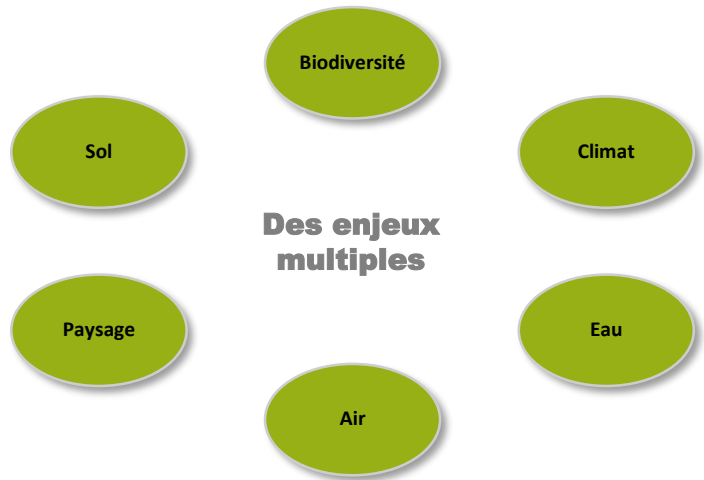 Biodiversité
Sol
Climat
Des enjeux
multiples
Paysage
Eau
Air